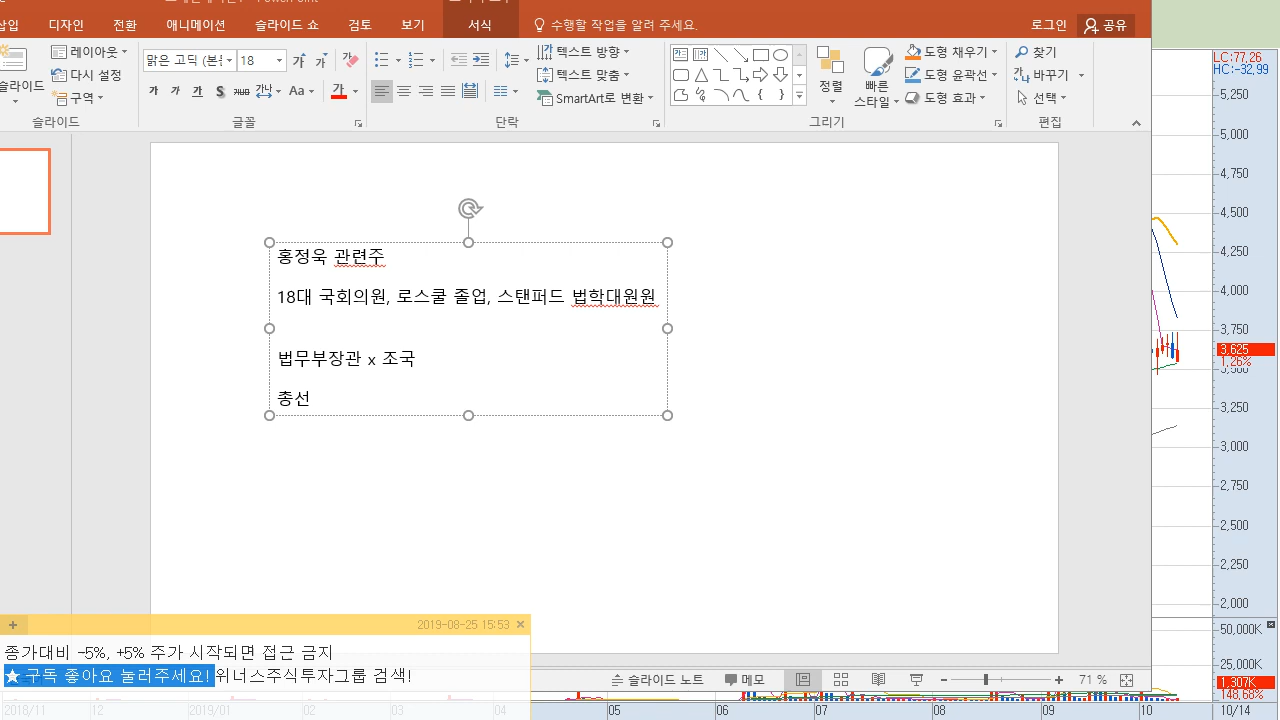 삽입 디자인 전환 애니메이션 슬라이드 쇼 검토 보기 서식 수행할 작업을 알려 주세요. 로그인 공유
슬라이드 레이아웃 다시 설정 구역
맑은 고딕 (본 18
가 가 가 가 가 S abc 가 Aa 가
텍스트 방향
텍스트 맞춤
SmartArt로 변환
정렬
빠른
스타일
도형 채우기
도형 윤곽선
도형 효과
찾기
바꾸기
선택
슬라이드 글꼴 단락 그리기 편집
홍정욱 관련주
18대 국회의원, 로스쿨 졸업, 스탠퍼드 법학대원원
법무부장관 x 조국
총선
LC:77,26
HC:-32,99
5,250
5,000
4,750
4,500
4,250
4,000
3,750
3,625
1,26%
3,250
3,000
2,750
2,500
2,250
2,000
50,000K
25,000K
1,307K
148,68%
2019-08-25 15:53
종가대비 -5%, +5% 주가 시작되면 접근 금지
★ 구독 좋아요 눌러주세요! 위너스주식투자그룹 검색!
슬라이드 노트 메모 71 %
2018/11 12 2019/01 02 03 04 05 06 07 08 09 10 10/14